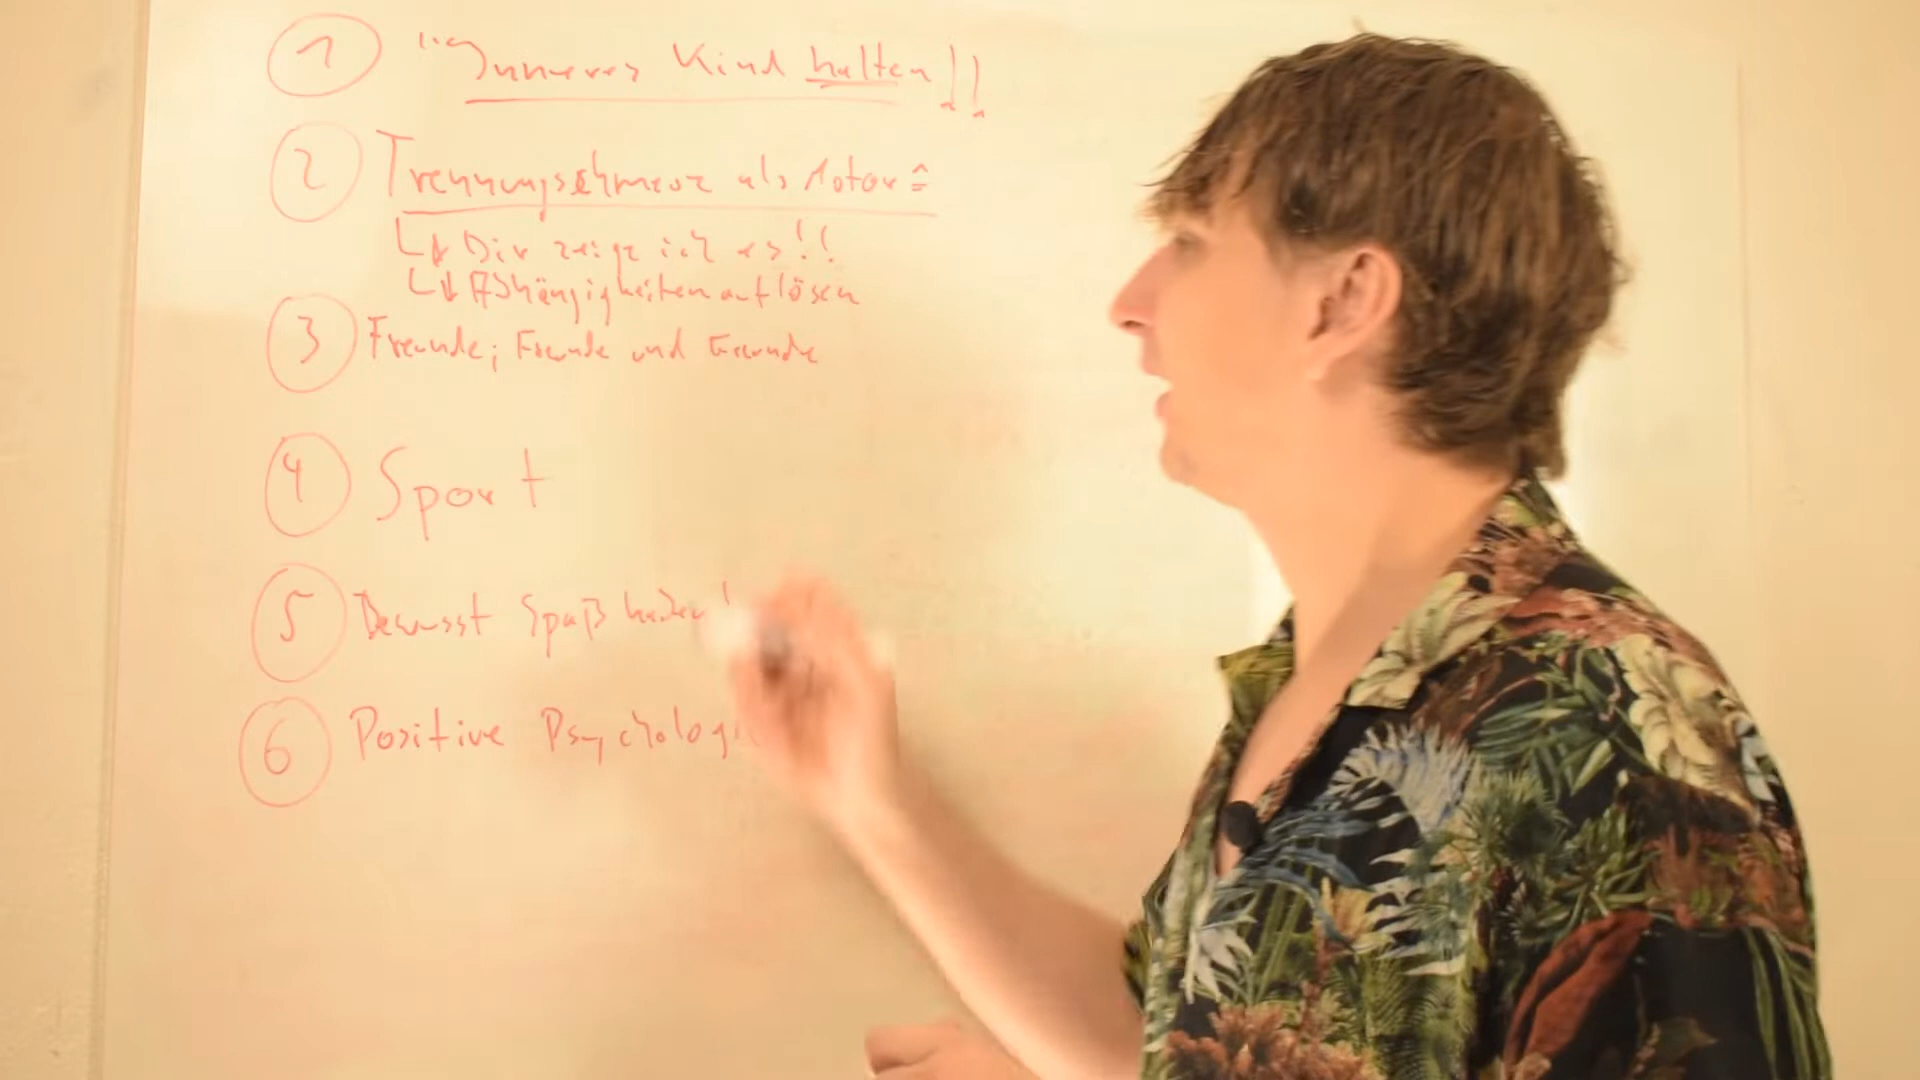 ① "Inneres Kind halten!!
② Trennungsschmerz als Motor ≙
↳ Dir zeige ich es!!
↳ Abhängigkeiten auflösen
③ Freunde; Freunde und Freunde
④ Sport
⑤ Bewusst Spaß haben!
⑥ Positive Psychologi